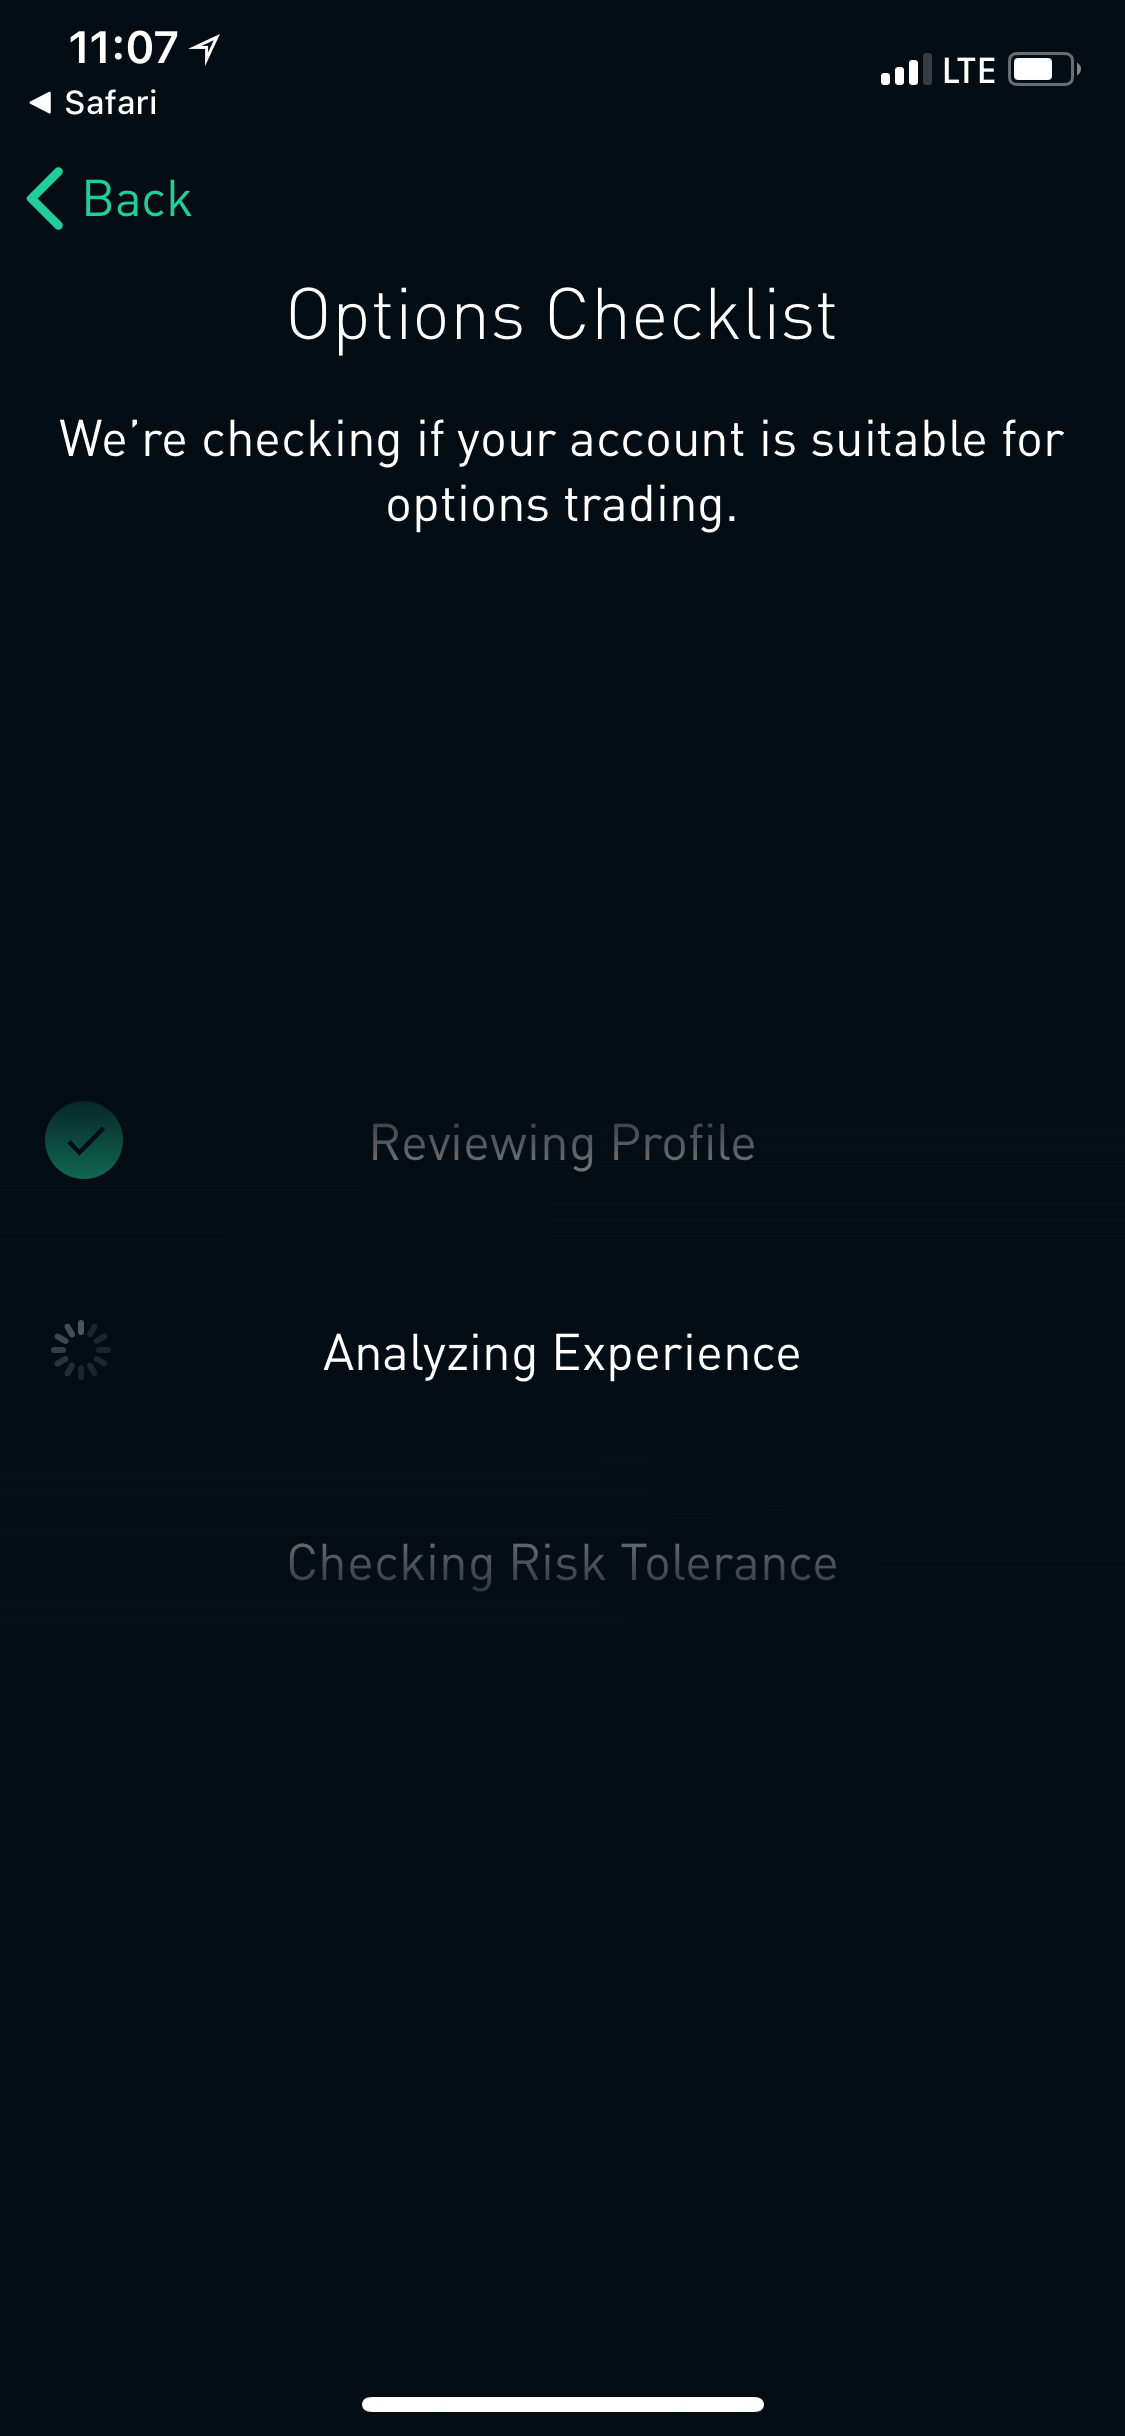 11:07
LTE
Safari
Back
Options Checklist
We’re checking if your account is suitable for
options trading.
Reviewing Profile
Analyzing Experience
Checking Risk Tolerance